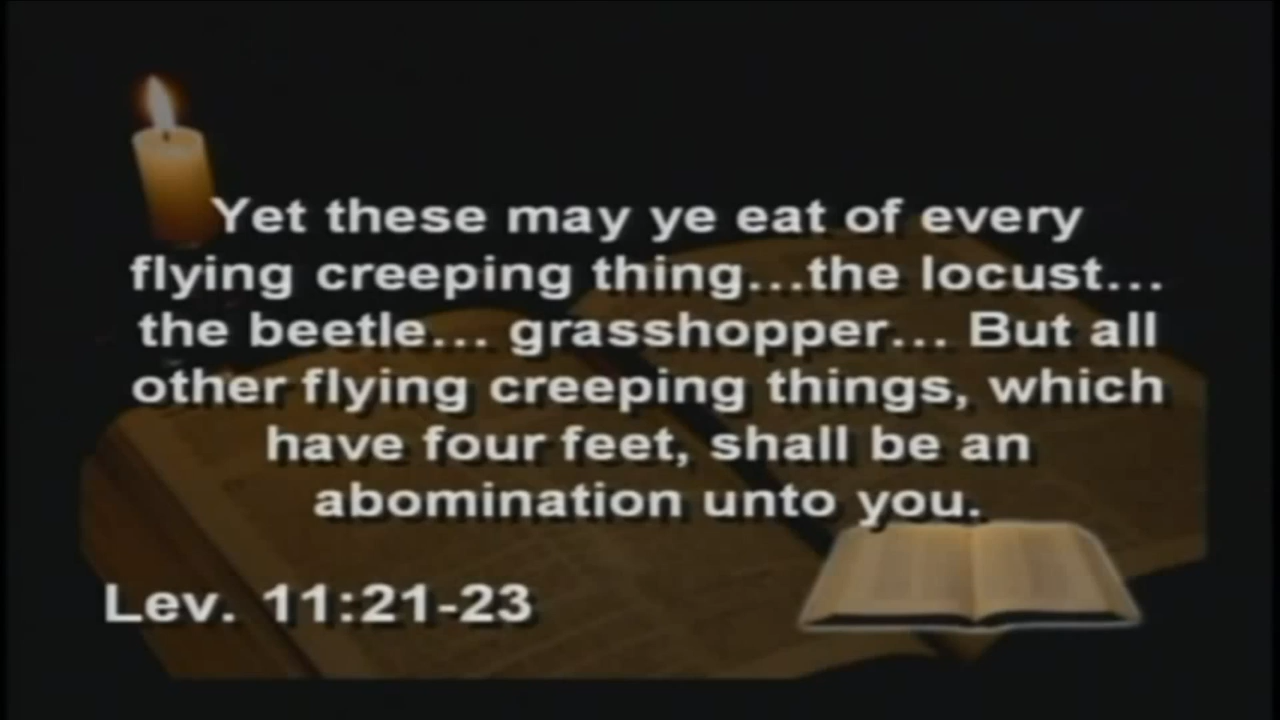 Yet these may ye eat of every
flying creeping thing...the locust...
the beetle... grasshopper... But all
other flying creeping things, which
have four feet, shall be an
abomination unto you.
Lev. 11:21-23